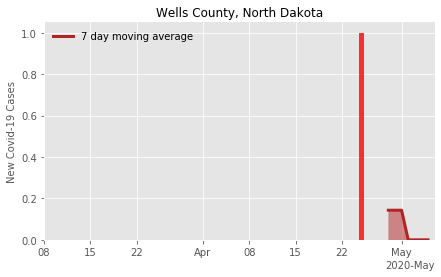 Wells County, North Dakota
7 day moving average
New Covid-19 Cases
1.0
0.8
0.6
0.4
0.2
0.0
08 15 22 Apr 08 15 22 May
2020-May